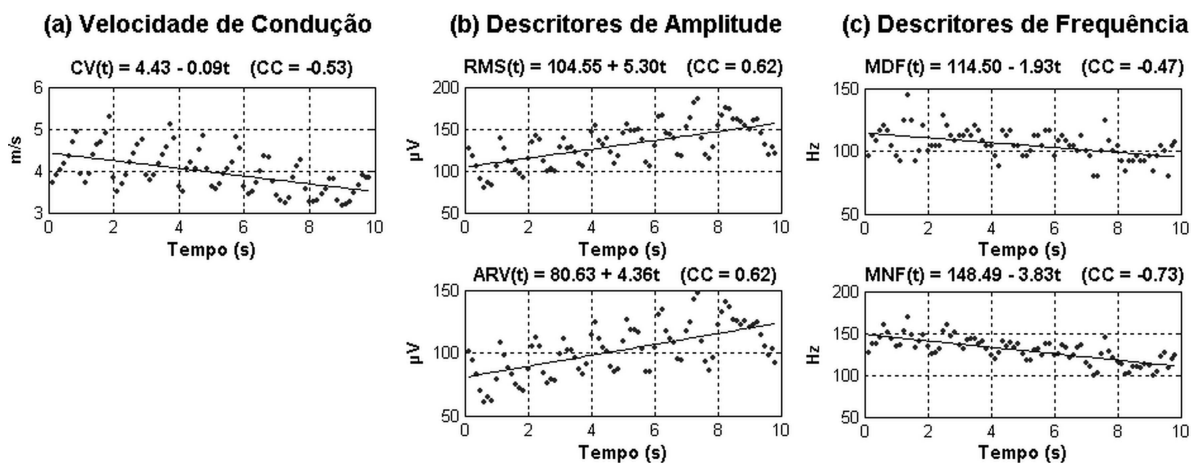 (a) Velocidade de Condução
CV(t) = 4.43 - 0.09t (CC = -0.53)
6
5
4
3
m/s
0 2 4 6 8 10
Tempo (s)
(b) Descritores de Amplitude
RMS(t) = 104.55 + 5.30t (CC = 0.62)
200
150
100
50
µV
0 2 4 6 8 10
Tempo (s)
ARV(t) = 80.63 + 4.36t (CC = 0.62)
150
100
50
µV
0 2 4 6 8 10
Tempo (s)
(c) Descritores de Frequência
MDF(t) = 114.50 - 1.93t (CC = -0.47)
150
100
50
Hz
0 2 4 6 8 10
Tempo (s)
MNF(t) = 148.49 - 3.83t (CC = -0.73)
200
150
100
50
Hz
0 2 4 6 8 10
Tempo (s)